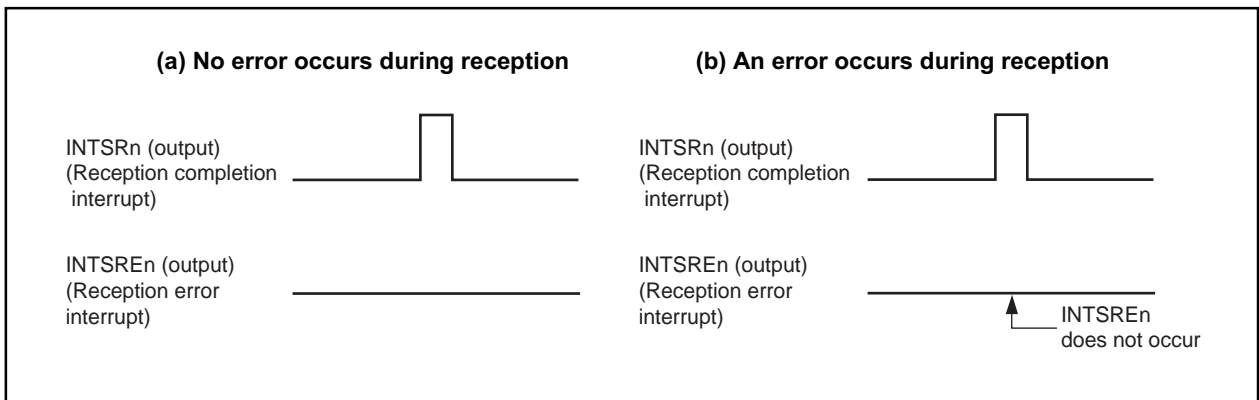 (a) No error occurs during reception
INTSRn (output)
(Reception completion
interrupt)
INTSREn (output)
(Reception error
interrupt)
(b) An error occurs during reception
INTSRn (output)
(Reception completion
interrupt)
INTSREn (output)
(Reception error
interrupt)
INTSREn
does not occur